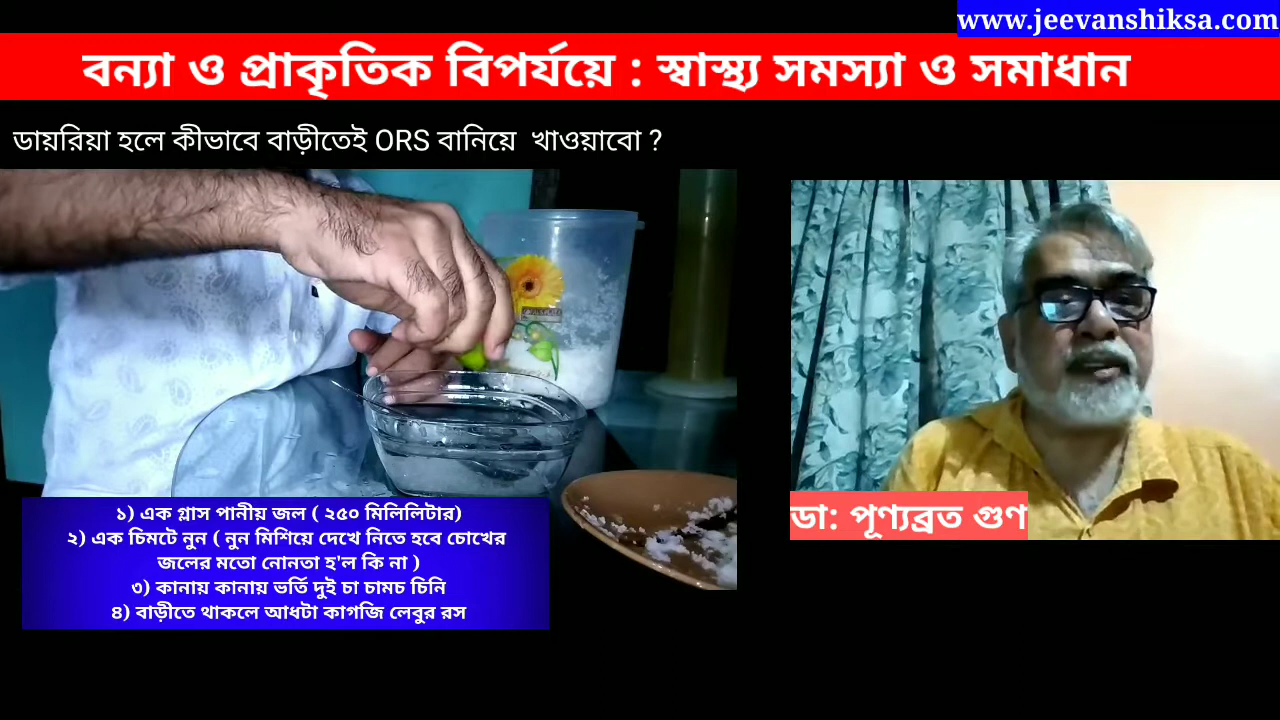 www.jeevanshiksa.com
বন্যা ও প্রাকৃতিক বিপর্যয়ে : স্বাস্থ্য সমস্যা ও সমাধান
ডায়রিয়া হলে কীভাবে বাড়ীতেই ORS বানিয়ে খাওয়াবো ?
১) এক গ্লাস পানীয় জল ( ২৫০ মিলিলিটার)
২) এক চিমটে নুন ( নুন মিশিয়ে দেখে নিতে হবে চোখের
জলের মতো নোনতা হ'ল কি না )
৩) কানায় কানায় ভর্তি দুই চা চামচ চিনি
৪) বাড়ীতে থাকলে আধটা কাগজি লেবুর রস
ডা: পূণ্যব্রত গুণ